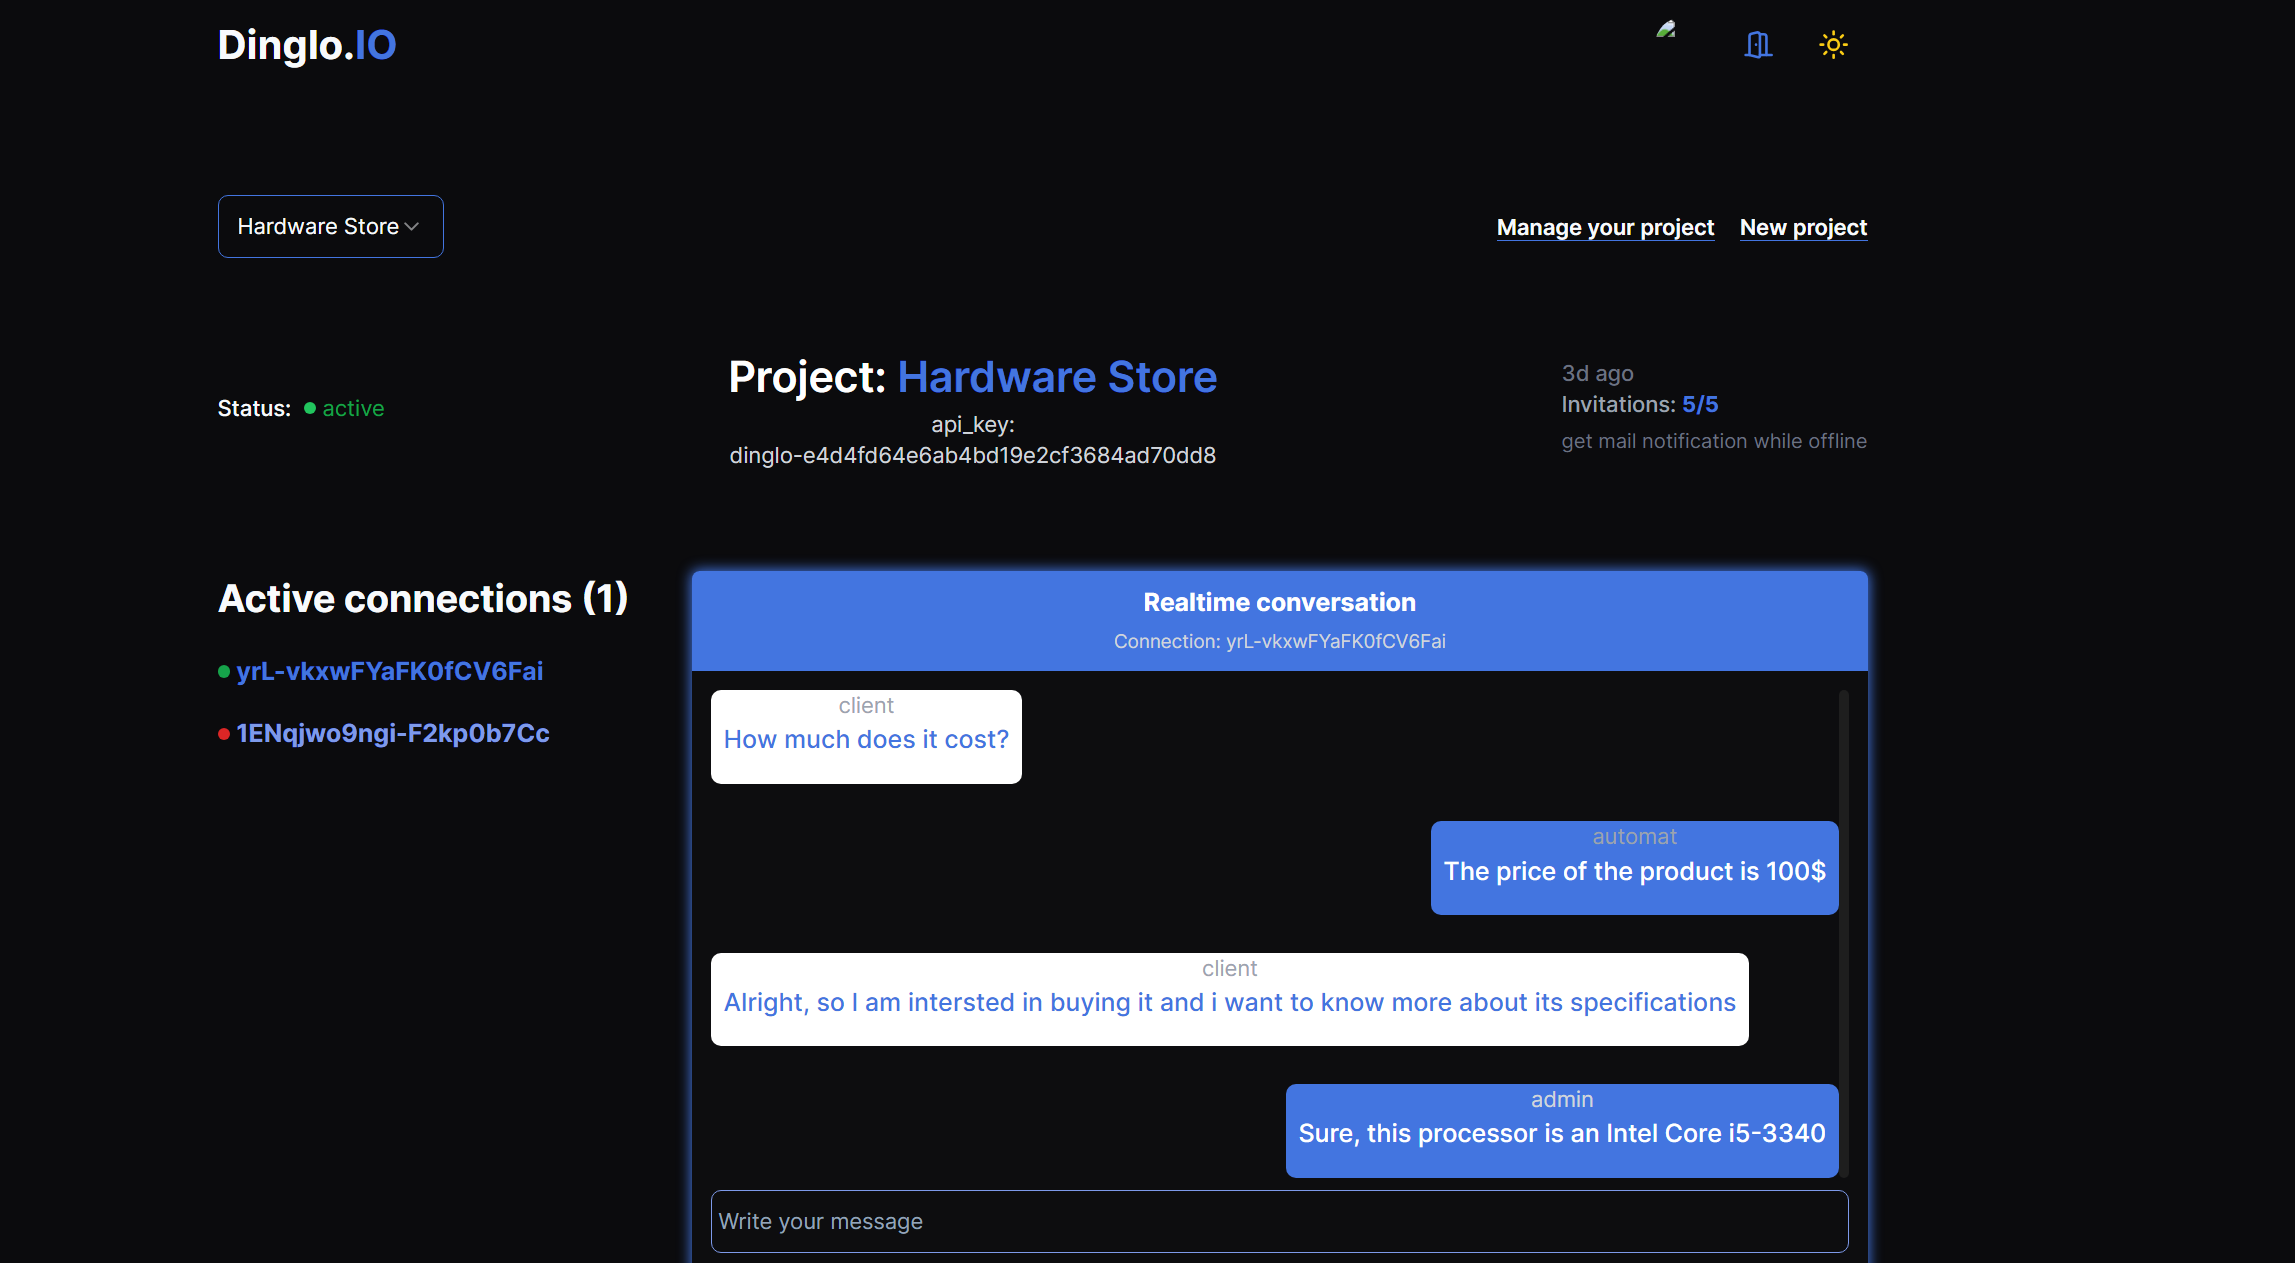 Dinglo.IO
Hardware Store
Manage your project
New project
Status: active
Project: Hardware Store
api_key:
dinglo-e4d4fd64e6ab4bd19e2cf3684ad70dd8
3d ago
Invitations: 5/5
get mail notification while offline
Active connections (1)
yrL-vkxwFYaFK0fCV6Fai
1ENqjwo9ngi-F2kp0b7Cc
Realtime conversation
Connection: yrL-vkxwFYaFK0fCV6Fai
client
How much does it cost?
automat
The price of the product is 100$
client
Alright, so I am intersted in buying it and i want to know more about its specifications
admin
Sure, this processor is an Intel Core i5-3340
Write your message